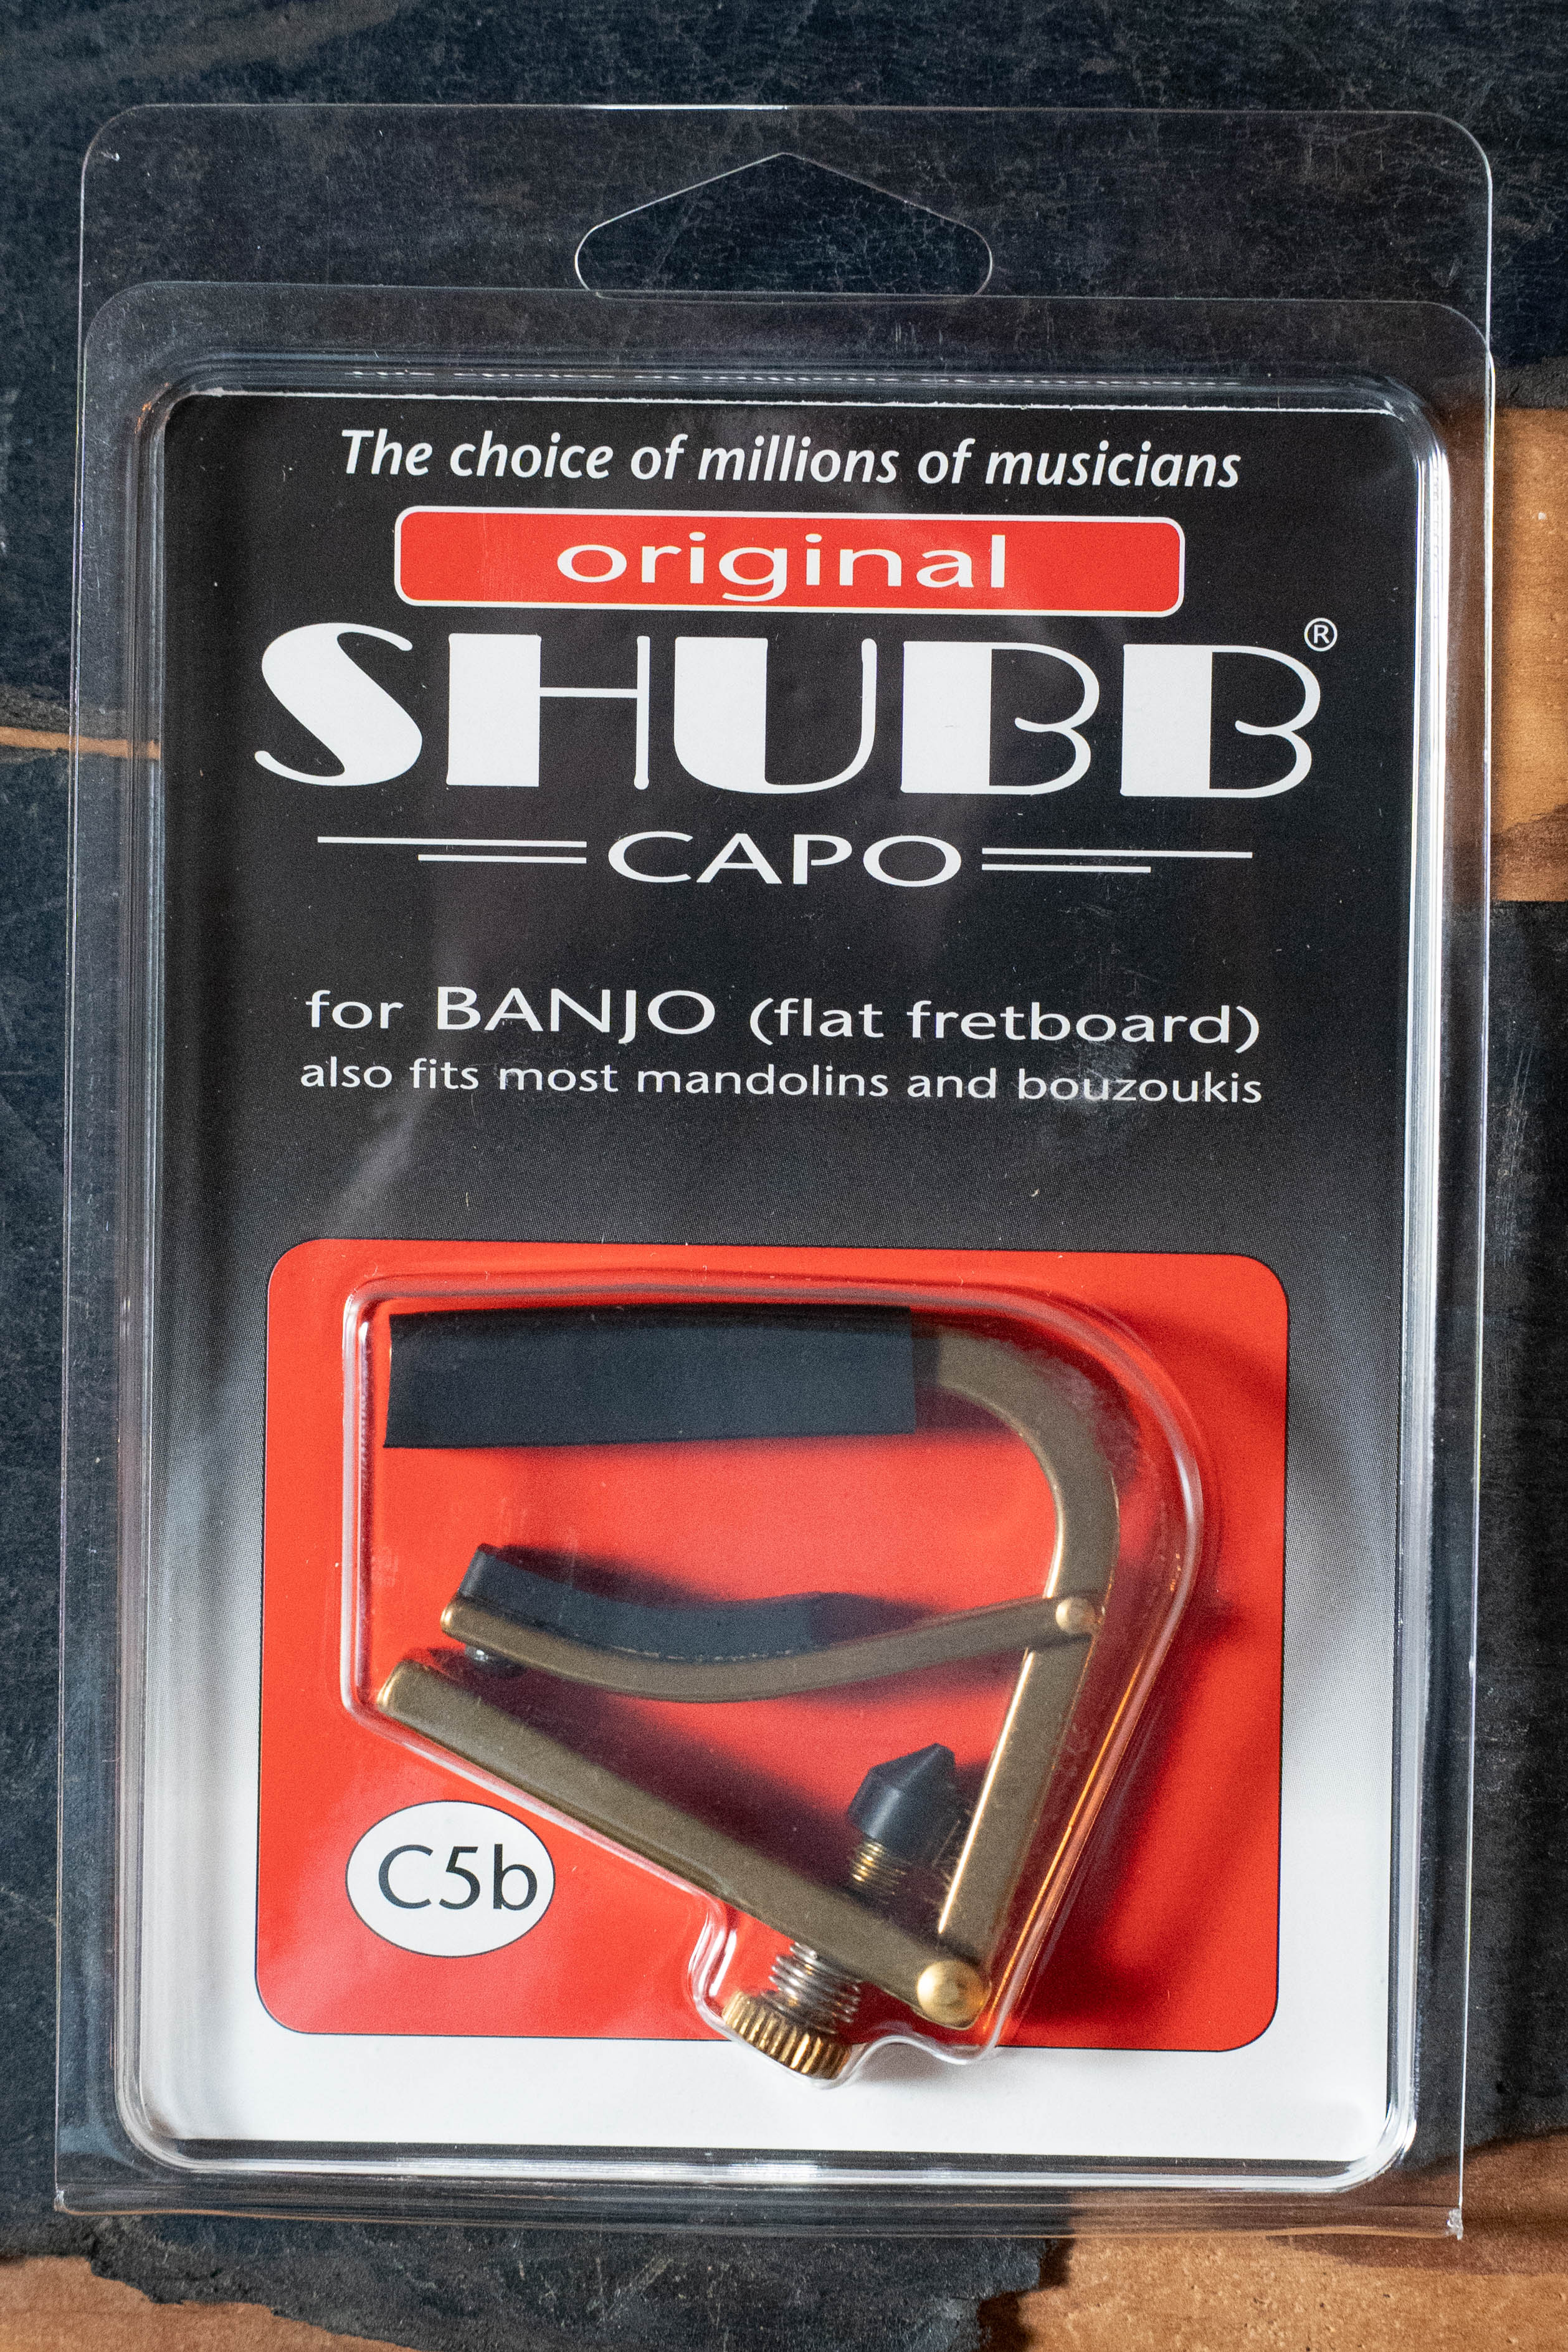 The choice of millions of musicians
original
SHUBB®
CAPO
for BANJO (flat fretboard)
also fits most mandolins and bouzoukis
C5b